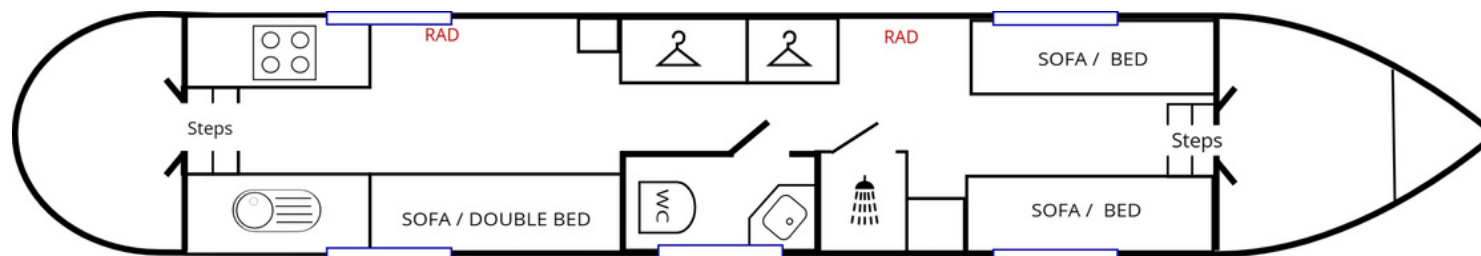 RAD
RAD
SOFA / BED
Steps
Steps
WC
SOFA / DOUBLE BED
SOFA / BED